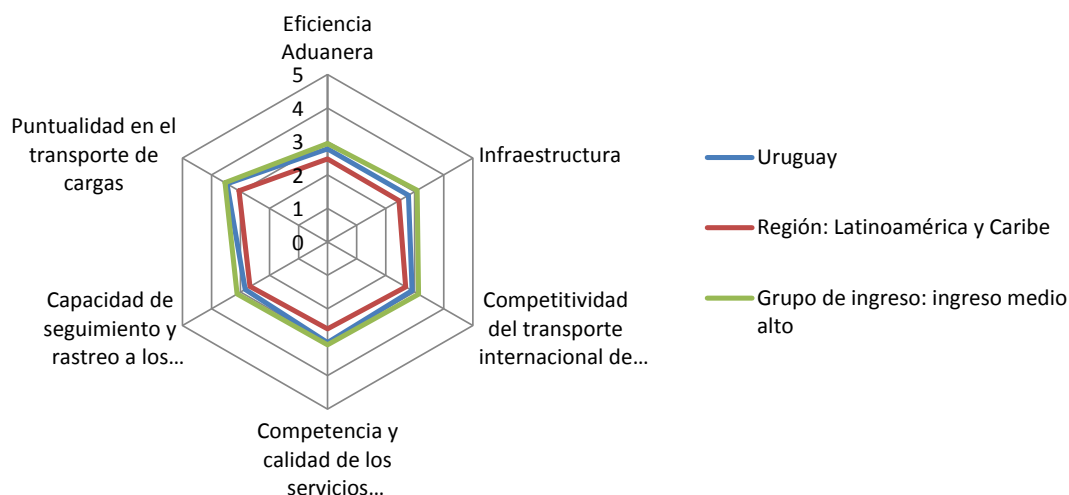 Eficiencia
Aduanera
5
4
3
2
1
0
Infraestructura
Competitividad
del transporte
internacional de…
Competencia y
calidad de los
servicios…
Capacidad de
seguimiento y
rastreo a los…
Puntualidad en el
transporte de
cargas
Uruguay
Región: Latinoamérica y Caribe
Grupo de ingreso: ingreso medio
alto